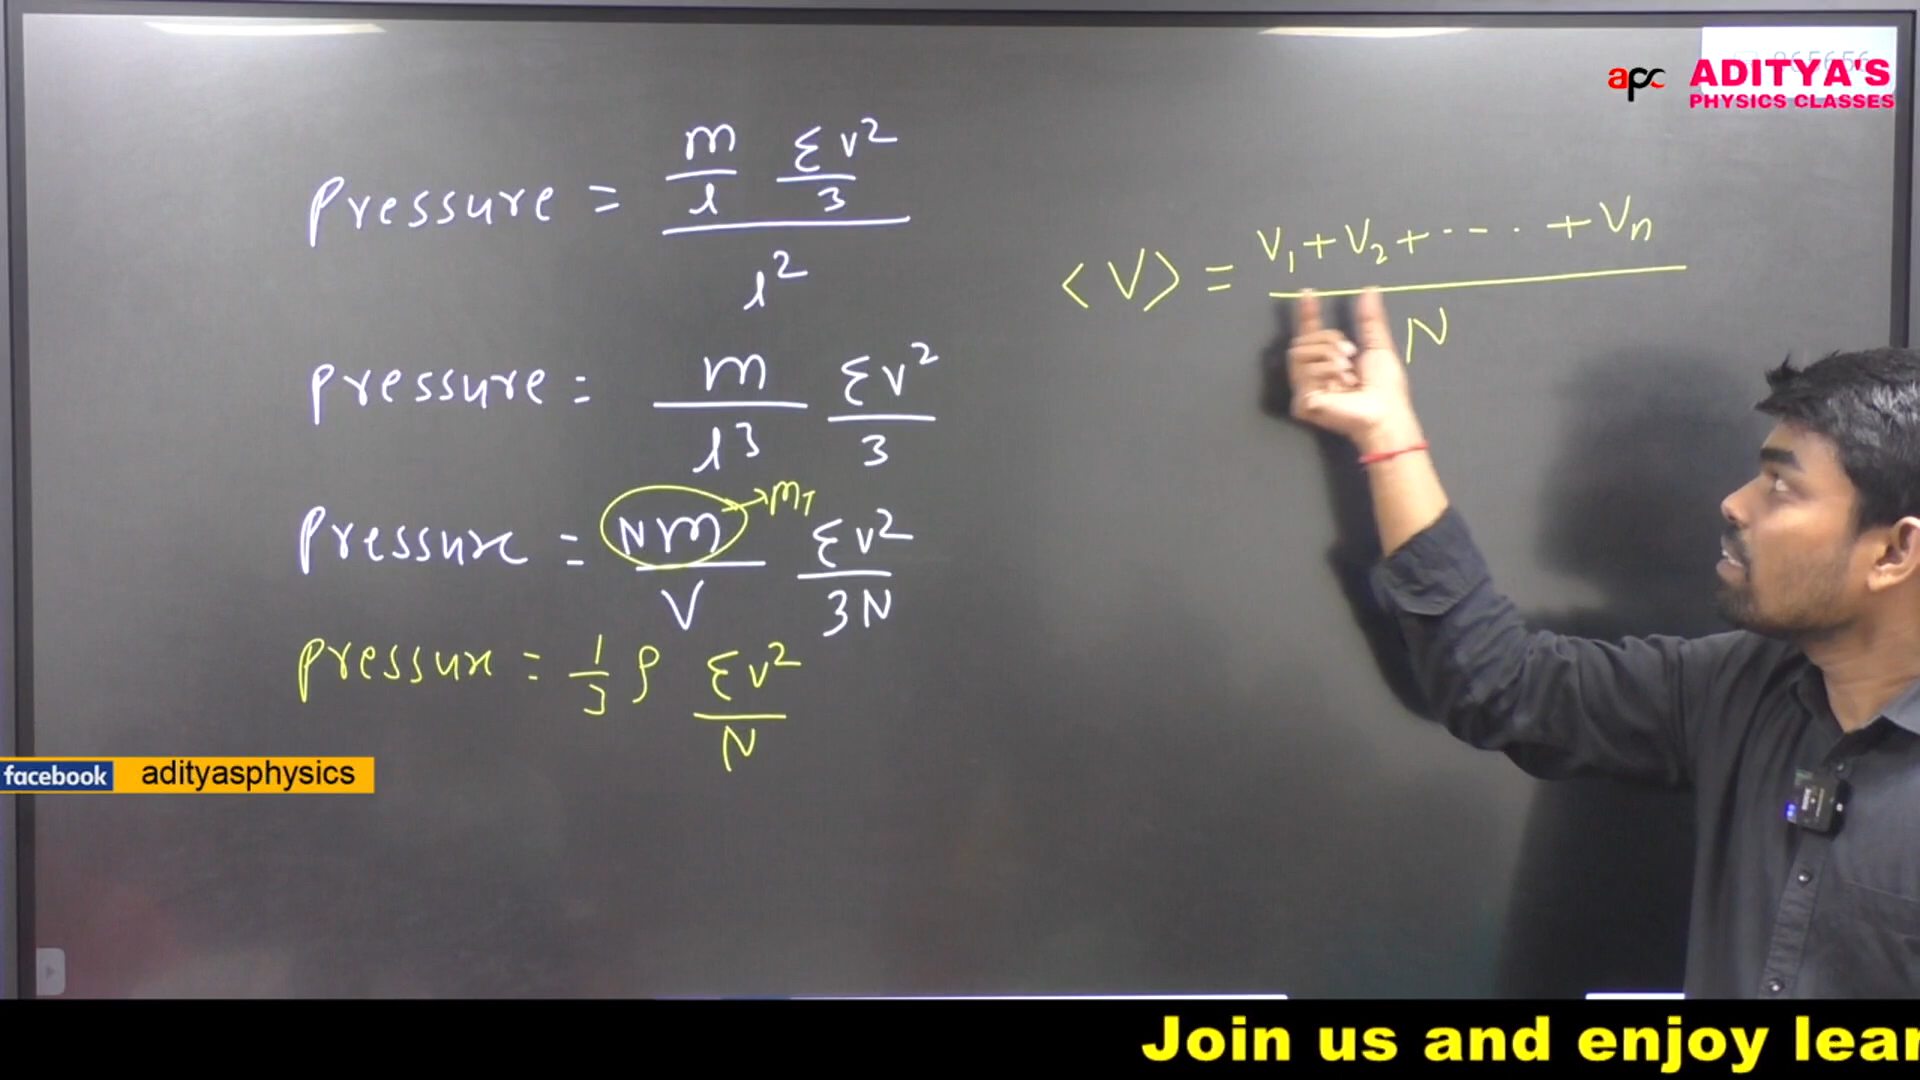 apc ADITYA'S
PHYSICS CLASSES
Pressure = m/l Σv²/3 / l²
Pressure = m/l³ Σv²/3
Pressure = Nm/V Σv²/3N
→ m_T
Pressure = 1/3 ρ Σv²/N
<V> = V₁ + V₂ + ---- . + Vₙ / N
facebook adityasphysics
Join us and enjoy lear